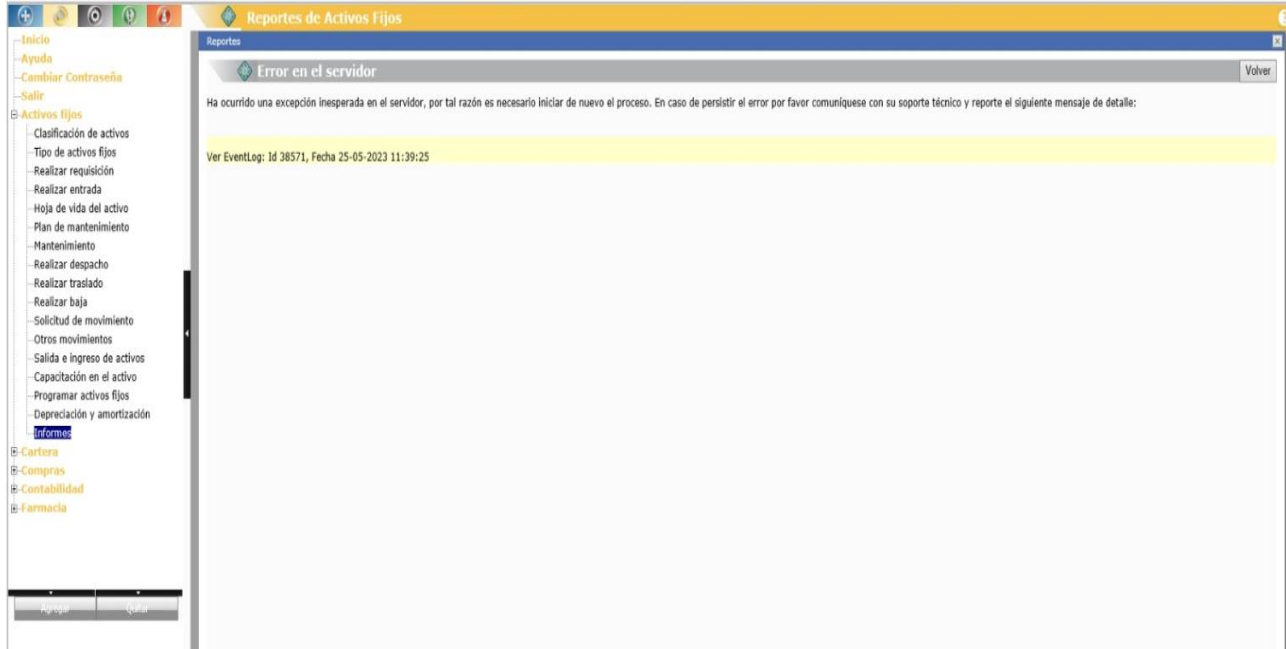 Reportes de Activos Fijos
Inicio
Ayuda
Cambiar Contraseña
Salir
Activos fijos
Clasificación de activos
Tipo de activos fijos
Realizar requisición
Realizar entrada
Hoja de vida del activo
Plan de mantenimiento
Mantenimiento
Realizar despacho
Realizar traslado
Realizar baja
Solicitud de movimiento
Otros movimientos
Salida e ingreso de activos
Capacitación en el activo
Programar activos fijos
Depreciación y amortización
Informes
Cartera
Compras
Contabilidad
Farmacia
Agregar Quitar
Reportes
Error en el servidor
Volver
Ha ocurrido una excepción inesperada en el servidor, por tal razón es necesario iniciar de nuevo el proceso. En caso de persistir el error por favor comuníquese con su soporte técnico y reporte el siguiente mensaje de detalle:
Ver EventLog: Id 38571, Fecha 25-05-2023 11:39:25